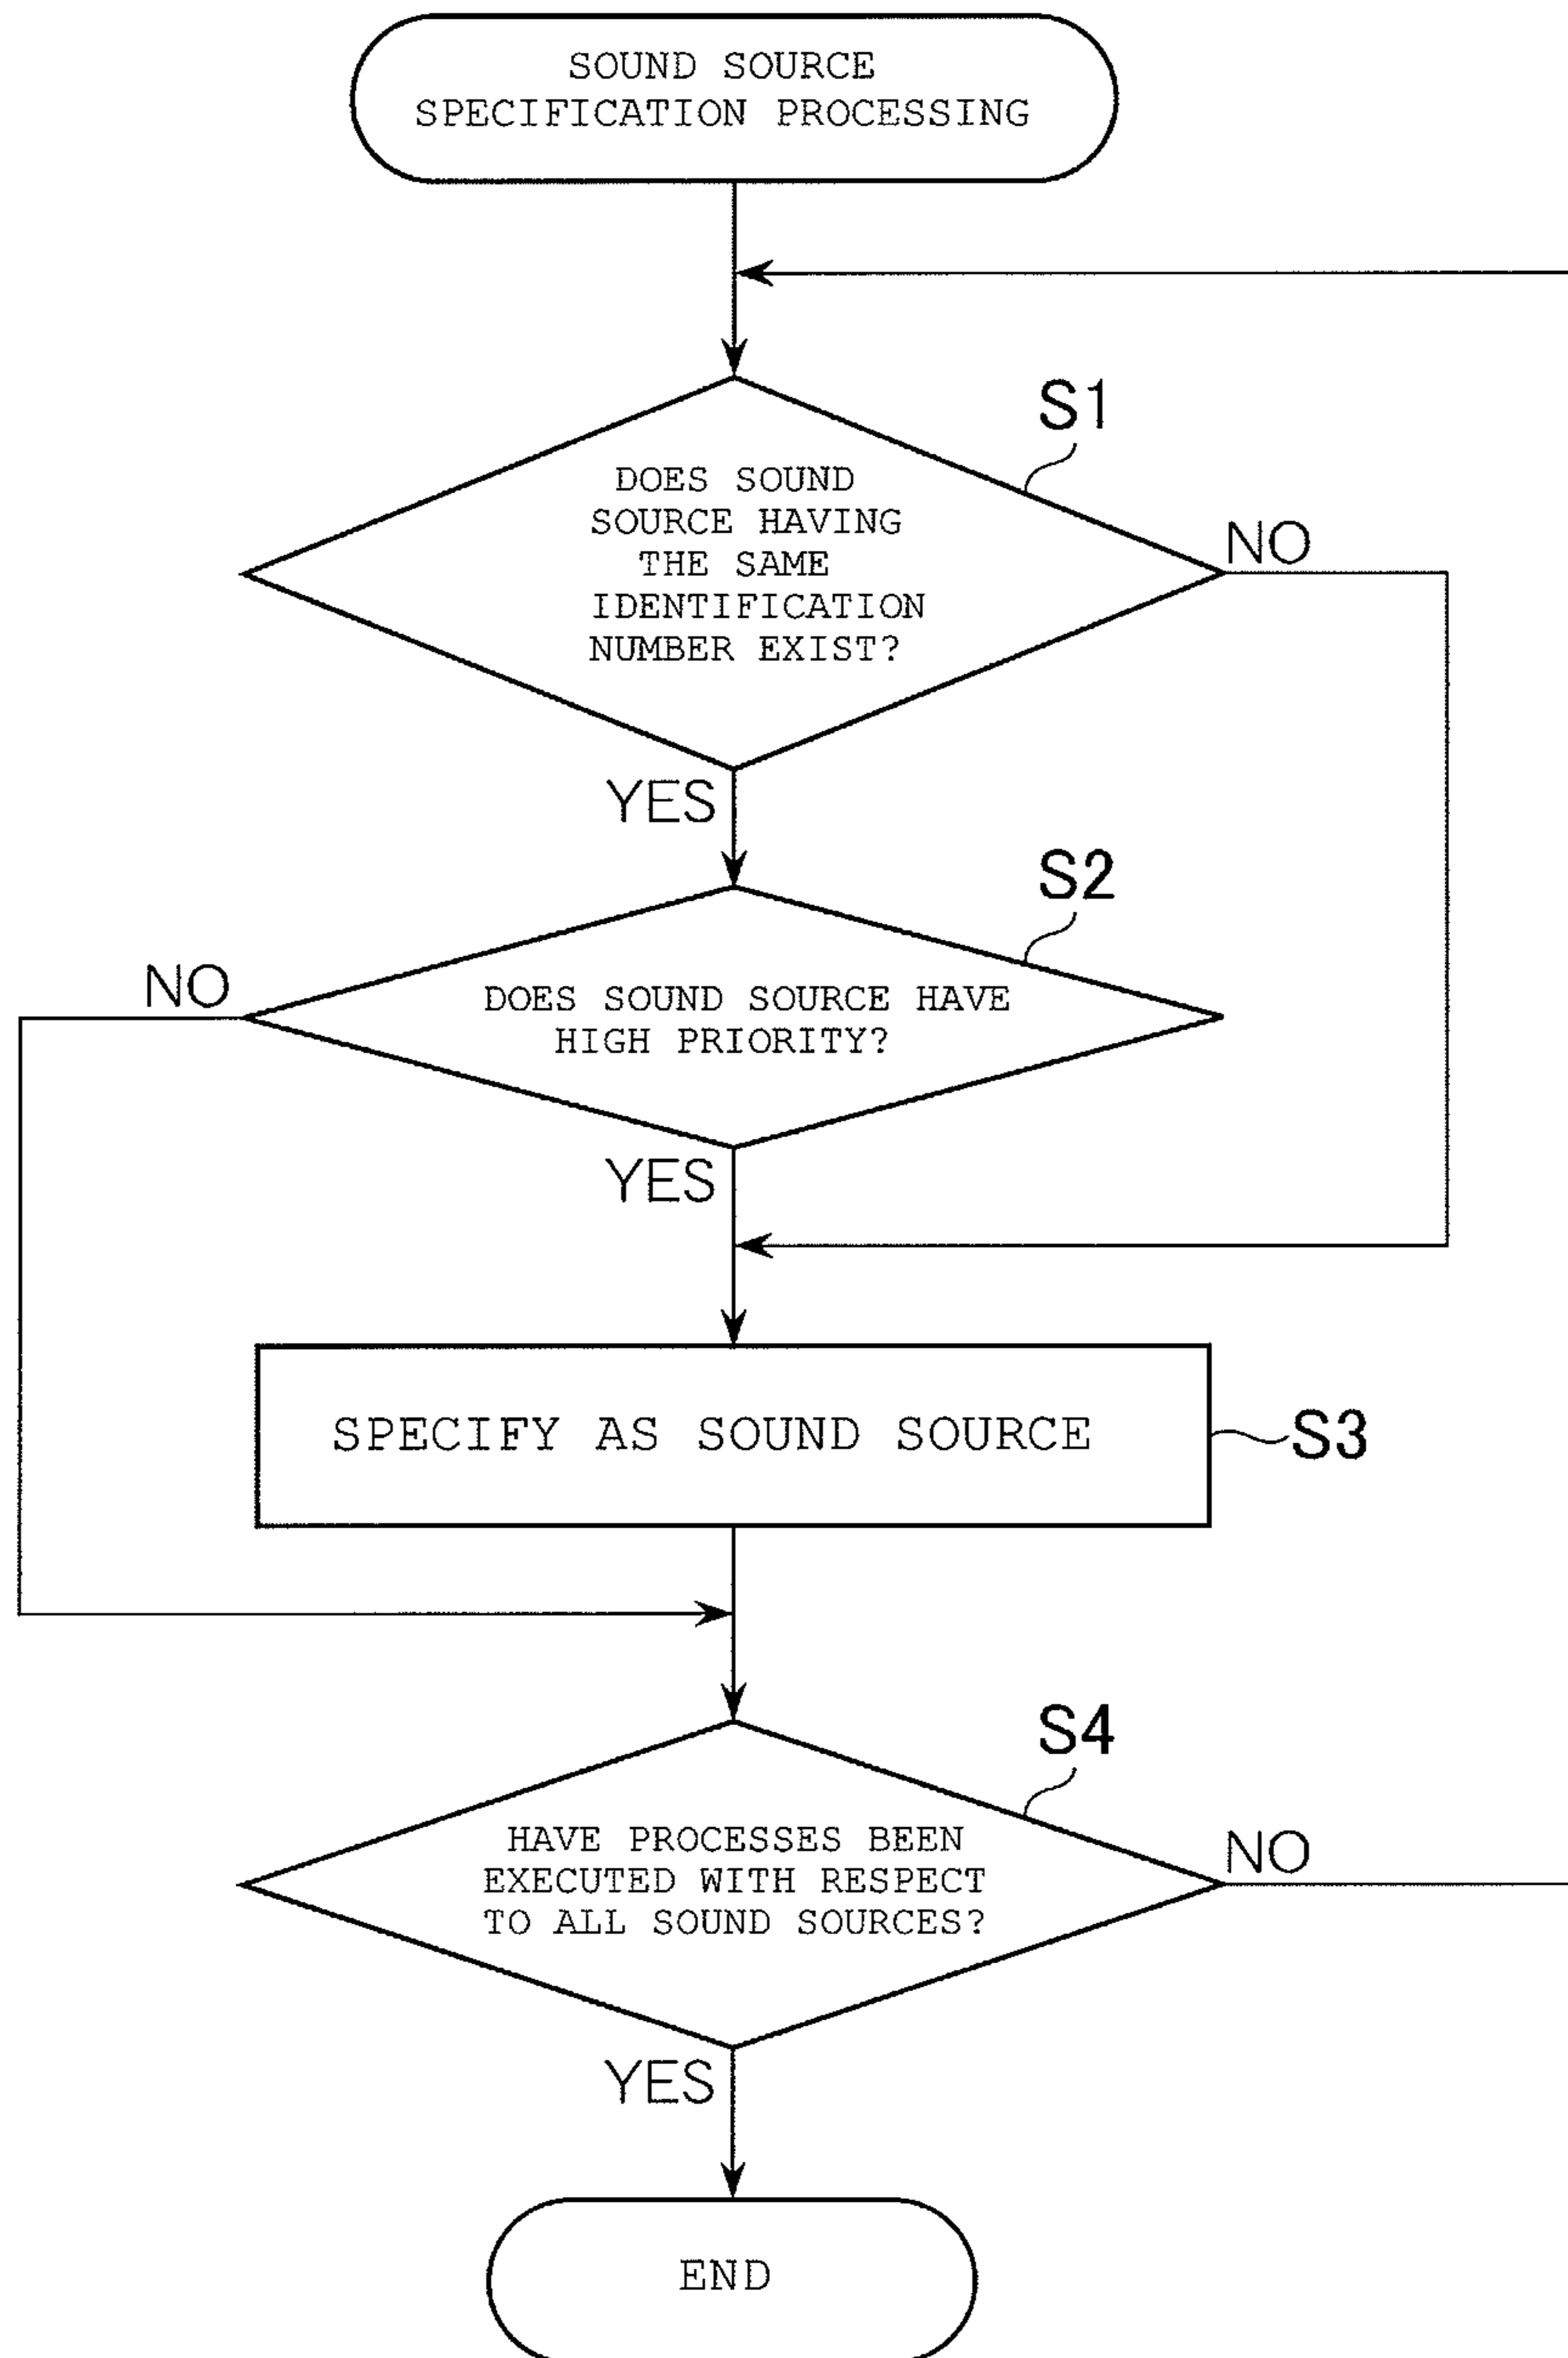 SOUND SOURCE
SPECIFICATION PROCESSING
S1
DOES SOUND
SOURCE HAVING
THE SAME
IDENTIFICATION
NUMBER EXIST?
NO
YES
S2
NO
DOES SOUND SOURCE HAVE
HIGH PRIORITY?
YES
SPECIFY AS SOUND SOURCE
S3
S4
HAVE PROCESSES BEEN
EXECUTED WITH RESPECT
TO ALL SOUND SOURCES?
NO
YES
END